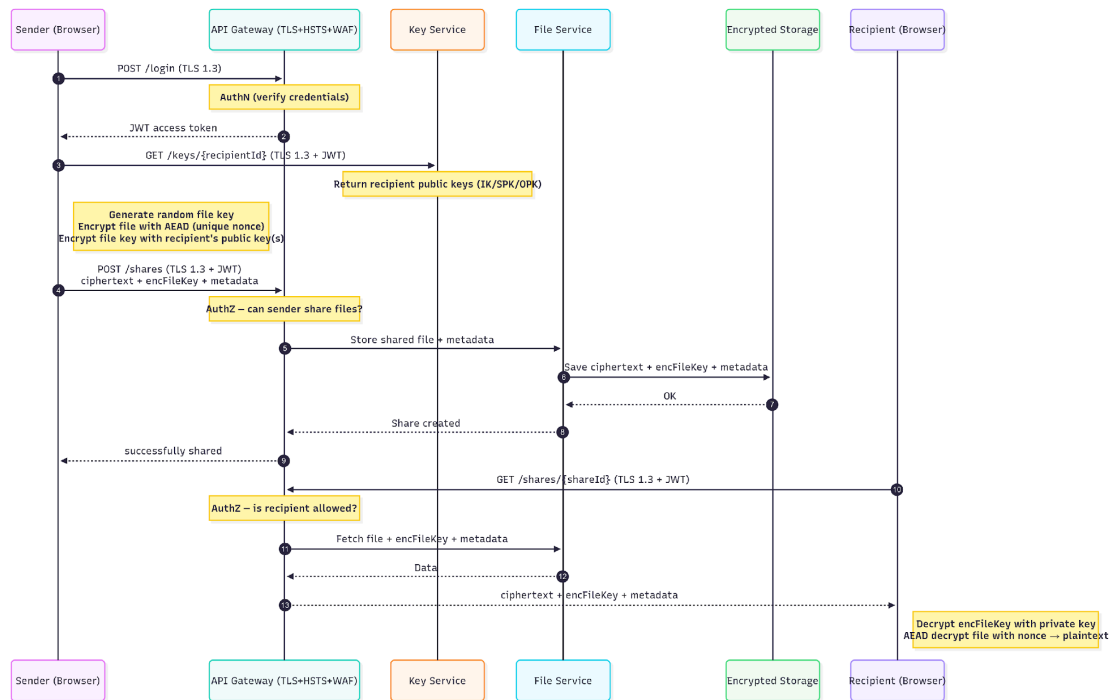 Sender (Browser)
API Gateway (TLS+HSTS+WAF)
Key Service
File Service
Encrypted Storage
Recipient (Browser)
1
POST /login (TLS 1.3)
AuthN (verify credentials)
JWT access token
2
3
GET /keys/{recipientId} (TLS 1.3 + JWT)
Return recipient public keys (IK/SPK/OPK)
Generate random file key
Encrypt file with AEAD (unique nonce)
Encrypt file key with recipient's public key(s)
POST /shares (TLS 1.3 + JWT)
ciphertext + encFileKey + metadata
4
AuthZ — can sender share files?
5
Store shared file + metadata
6
Save ciphertext + encFileKey + metadata
OK
7
Share created
8
successfully shared
9
GET /shares/{shareId} (TLS 1.3 + JWT)
10
AuthZ — is recipient allowed?
11
Fetch file + encFileKey + metadata
Data
12
13
ciphertext + encFileKey + metadata
Decrypt encFileKey with private key
AEAD decrypt file with nonce → plaintext
Sender (Browser)
API Gateway (TLS+HSTS+WAF)
Key Service
File Service
Encrypted Storage
Recipient (Browser)